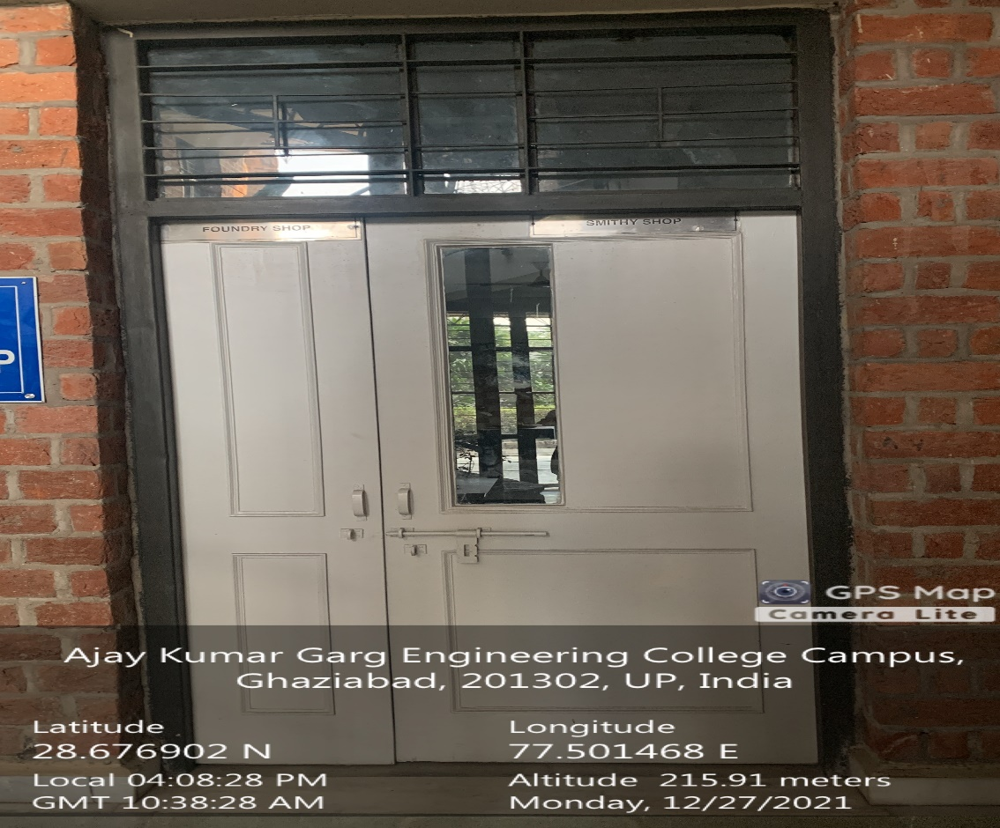 FOUNDRY SHOP
SMITHY SHOP
P
GPS Map
Camera Lite
Ajay Kumar Garg Engineering College Campus,
Ghaziabad, 201302, UP, India
Latitude
28.676902 N
Longitude
77.501468 E
Local 04:08:28 PM
GMT 10:38:28 AM
Altitude 215.91 meters
Monday, 12/27/2021